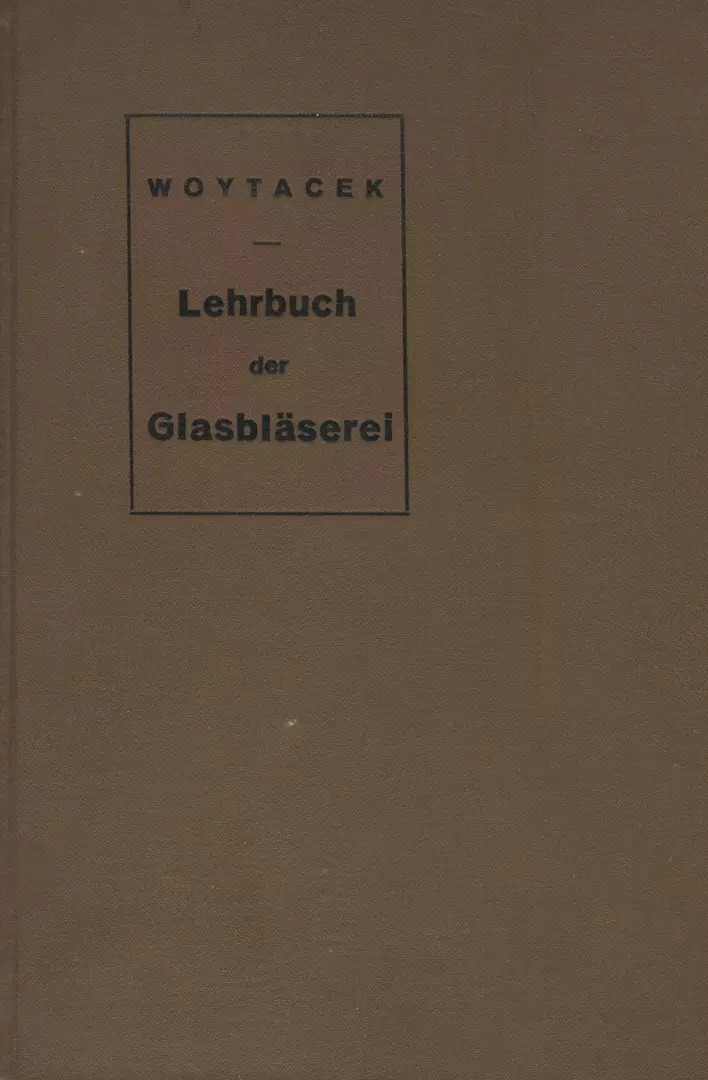 WOYTACEK
Lehrbuch
der
Glasbläserei